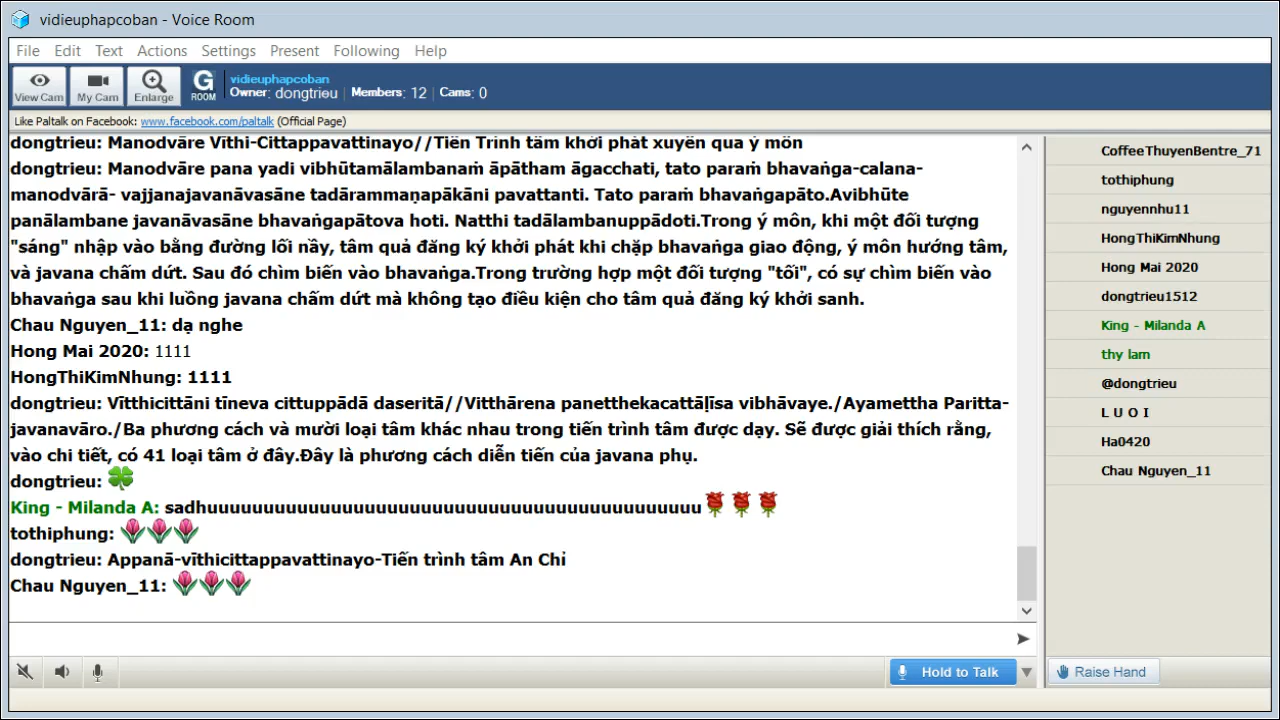 vidieuphapcoban - Voice Room
File Edit Text Actions Settings Present Following Help
View Cam My Cam Enlarge G ROOM
vidieuphapcoban
Owner: dongtrieu | Members: 12 | Cams: 0
Like Paltalk on Facebook: www.facebook.com/paltalk (Official Page)
dongtrieu: Manodvāre Vīthi-Cittappavattinayo//Tiến Trình tâm khởi phát xuyên qua ý môn
dongtrieu: Manodvāre pana yadi vibhūtamālambanaṁ āpātham āgacchati, tato paraṁ bhavaṅga-calana-
manodvārā- vajjanajavanāvasāne tadārammaṇapākāni pavattanti. Tato paraṁ bhavaṅgapāto.Avibhūte
panālambane javanāvasāne bhavaṅgapātova hoti. Natthi tadālambanuppādoti.Trong ý môn, khi một đối tượng
"sáng" nhập vào bằng đường lối nầy, tâm quả đăng ký khởi phát khi chặp bhavaṅga giao động, ý môn hướng tâm,
và javana chấm dứt. Sau đó chìm biến vào bhavaṅga.Trong trường hợp một đối tượng "tối", có sự chìm biến vào
bhavaṅga sau khi luồng javana chấm dứt mà không tạo điều kiện cho tâm quả đăng ký khởi sanh.
Chau Nguyen_11: dạ nghe
Hong Mai 2020: 1111
HongThiKimNhung: 1111
dongtrieu: Vītthicittāni tīneva cittuppādā daseritā//Vitthārena panetthekacattāḷīsa vibhāvaye./Ayamettha Paritta-
javanavāro./Ba phương cách và mười loại tâm khác nhau trong tiến trình tâm được dạy. Sẽ được giải thích rằng,
vào chi tiết, có 41 loại tâm ở đây.Đây là phương cách diễn tiến của javana phụ.
dongtrieu: 🍀
King - Milanda A: sadhuuuuuuuuuuuuuuuuuuuuuuuuuuuuuuuuuuuuuuuuuuuu🌹🌹🌹
tothiphung: 🌷🌷🌷
dongtrieu: Appanā-vīthicittappavattinayo-Tiến trình tâm An Chỉ
Chau Nguyen_11: 🌷🌷🌷
Hold to Talk
CoffeeThuyenBentre_71
tothiphung
nguyennhu11
HongThiKimNhung
Hong Mai 2020
dongtrieu1512
King - Milanda A
thy lam
@dongtrieu
L U O I
Ha0420
Chau Nguyen_11
Raise Hand